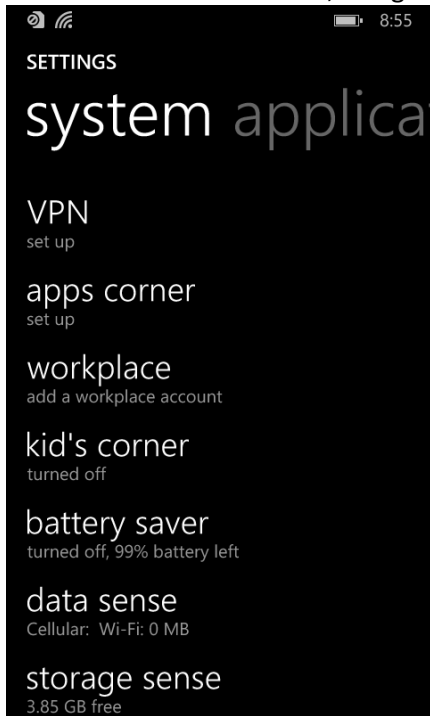 8:55
SETTINGS
system applica
VPN
set up
apps corner
set up
workplace
add a workplace account
kid's corner
turned off
battery saver
turned off, 99% battery left
data sense
Cellular:  Wi-Fi: 0 MB
storage sense
3.85 GB free